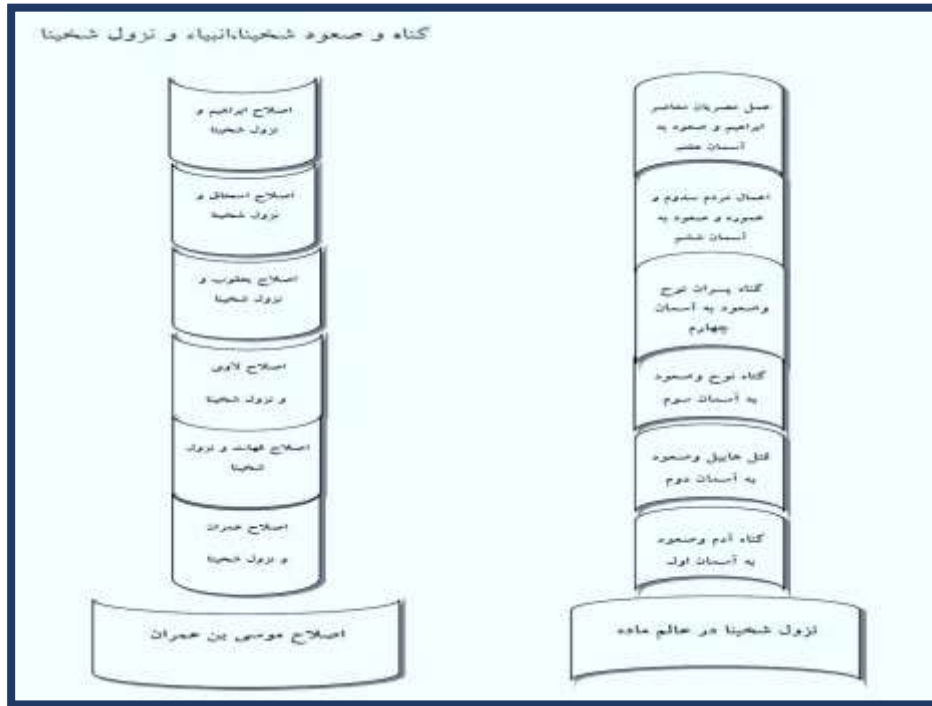 گناه و صعود شخینا،انبیاء و نزول شخینا
عمل مصریان معاصر
ابراهیم و صعود به
آسمان هفتم
اعمال مردم سدوم و
عموره و صعود به
آسمان ششم
گناه پسران نوح
وصعود به آسمان
چهارم
گناه نوح وصعود
به آسمان سوم
قتل هابیل وصعود
به آسمان دوم
گناه آدم وصعود
به آسمان اول
نزول شخینا در عالم ماده
اصلاح ابراهیم و
نزول شخینا
اصلاح اسحاق و
نزول شخینا
اصلاح یعقوب و
نزول شخینا
اصلاح لاوی
و نزول شخینا
اصلاح قهات و نزول
شخینا
اصلاح عمران
و نزول شخینا
اصلاح موسی بن عمران